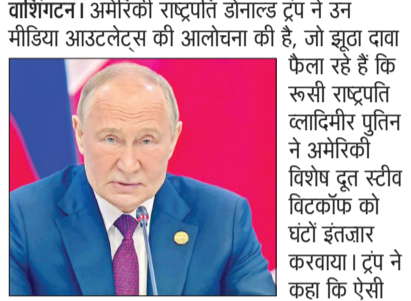 वाशिंगटन। अमेरिकी राष्ट्रपति डोनाल्ड ट्रंप ने उन
मीडिया आउटलेट्स की आलोचना की है, जो झूठा दावा
फैला रहे हैं कि
रूसी राष्ट्रपति
व्लादिमीर पुतिन
ने अमेरिकी
विशेष दूत स्टीव
विटकॉफ को
घंटों इंतजार
करवाया। ट्रंप ने
कहा कि ऐसी